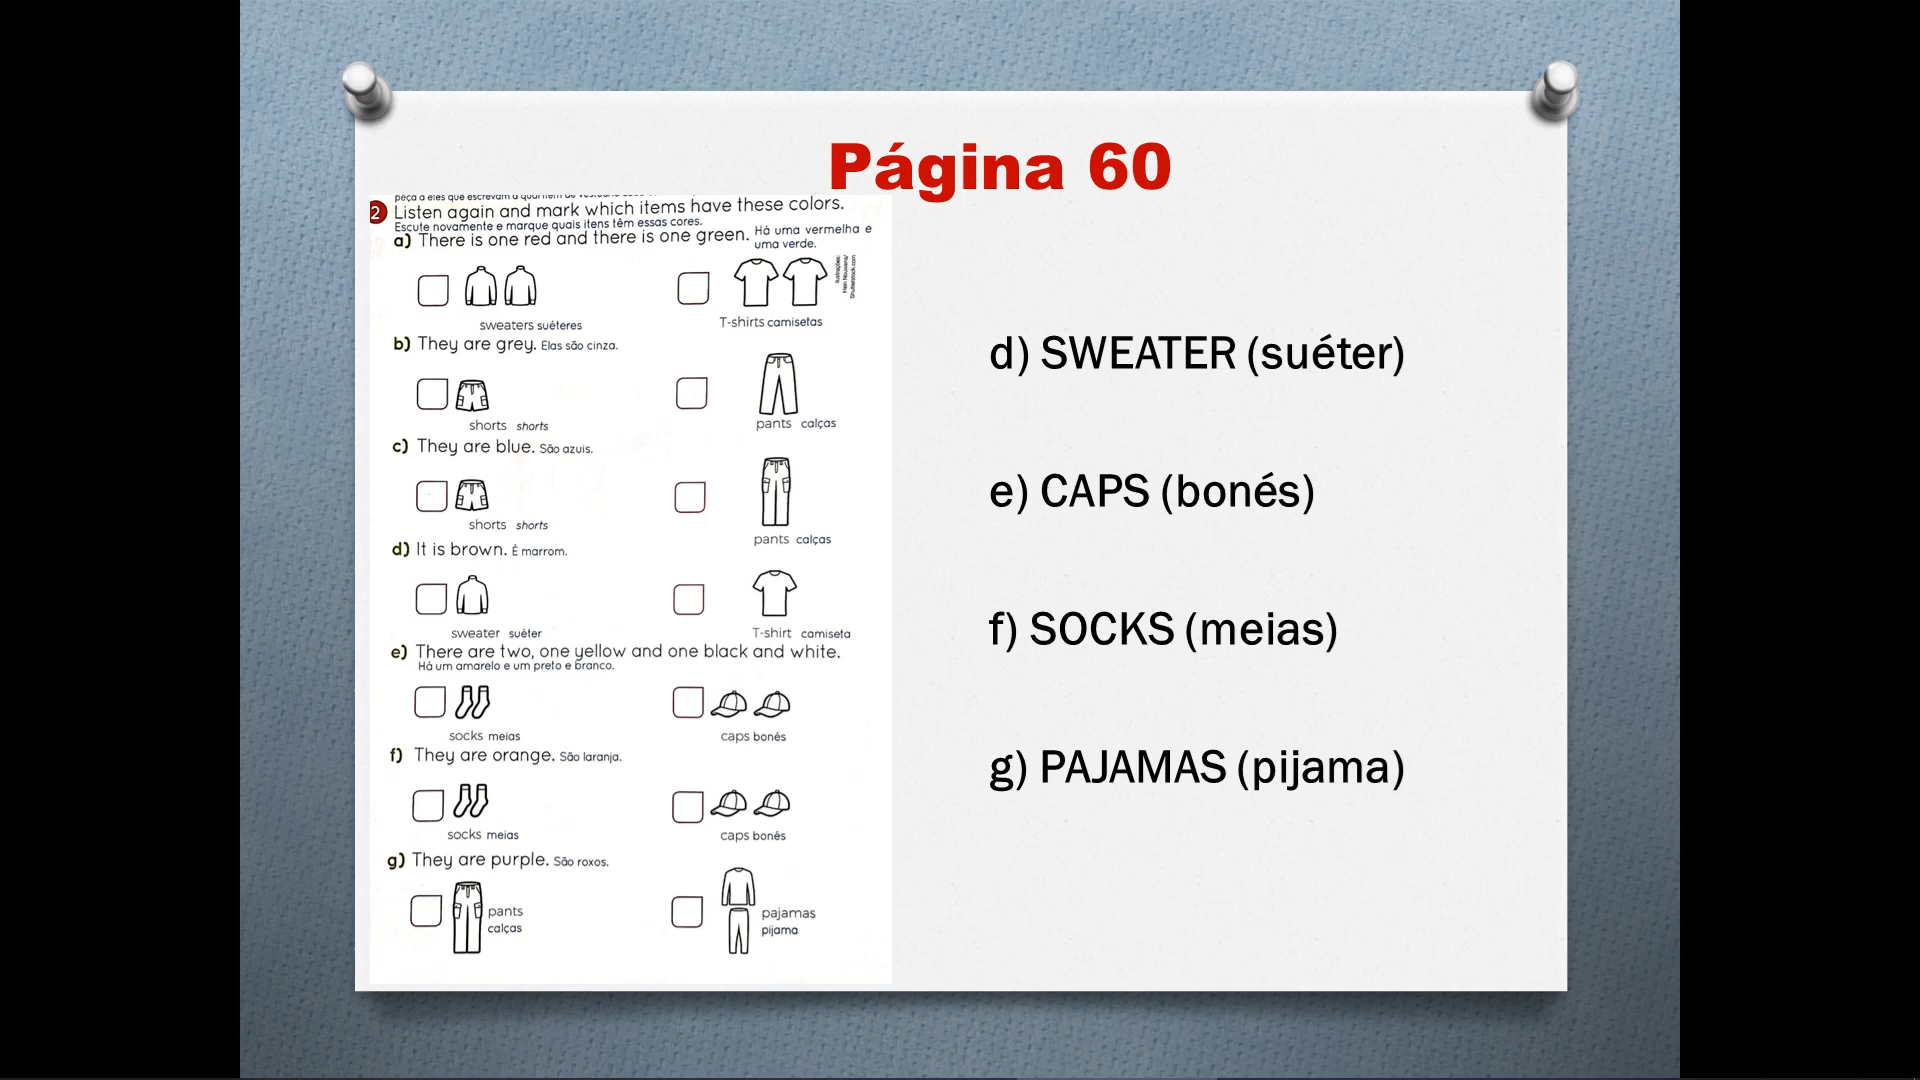 Página 60
2 Listen again and mark which items have these colors.
Escute novamente e marque quais itens têm essas cores.
a) There is one red and there is one green. Há uma vermelha e
uma verde.
Ilustrações:
Shutterstock.com
sweaters suéteres
T-shirts camisetas
b) They are grey. Elas são cinza.
shorts shorts
pants calças
c) They are blue. São azuis.
shorts shorts
pants calças
d) It is brown. É marrom.
sweater suéter
T-shirt camiseta
e) There are two, one yellow and one black and white.
Há um amarelo e um preto e branco.
socks meias
caps bonés
f) They are orange. São laranja.
socks meias
caps bonés
g) They are purple. São roxos.
pants
calças
pajamas
pijama
d) SWEATER (suéter)
e) CAPS (bonés)
f) SOCKS (meias)
g) PAJAMAS (pijama)